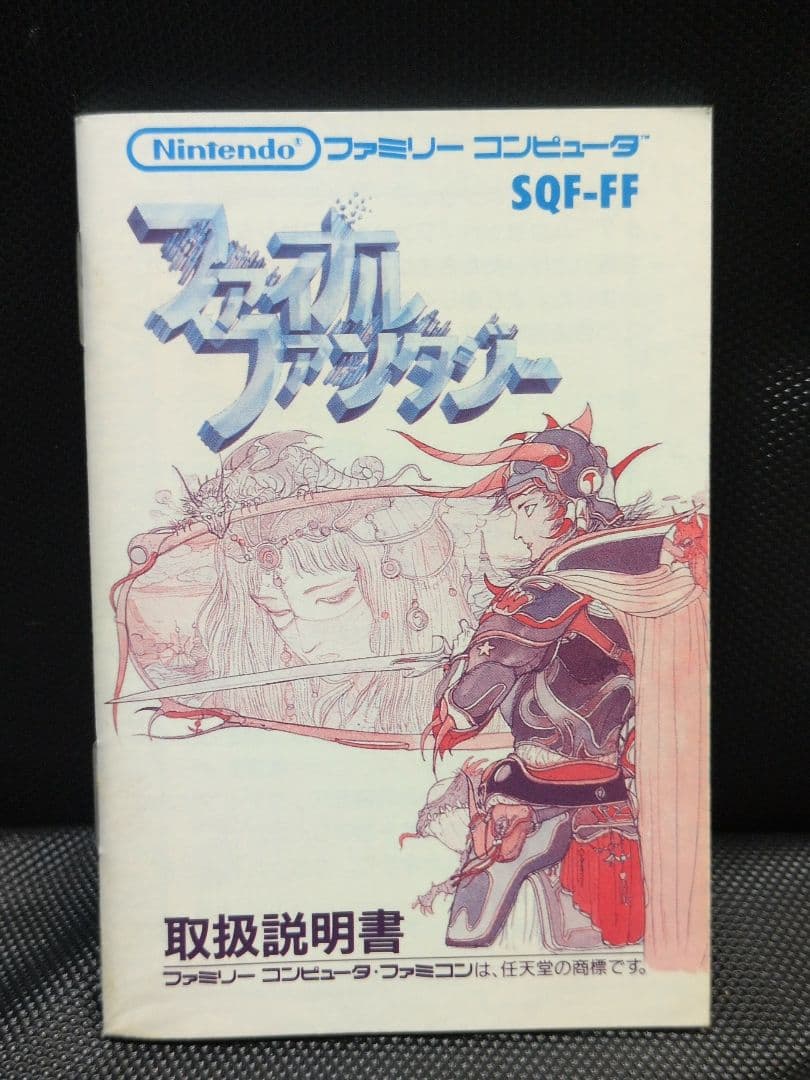 Nintendo® ファミリー コンピュータ™
SQF-FF
ファイナル
ファンタジー
取扱説明書
ファミリー コンピュータ・ファミコンは、任天堂の商標です。